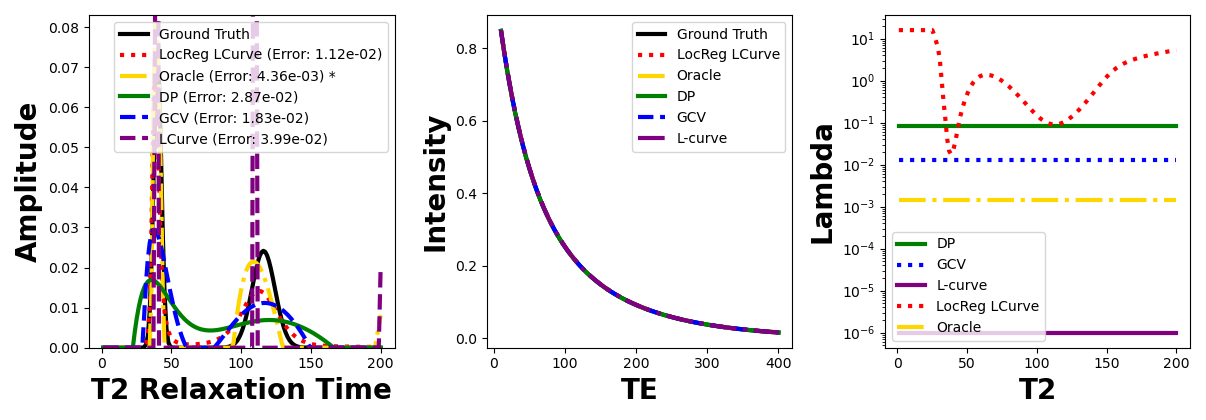 Amplitude
0.08
0.07
0.06
0.05
0.04
0.03
0.02
0.01
0.00
Ground Truth
LocReg LCurve (Error: 1.12e-02)
Oracle (Error: 4.36e-03) *
DP (Error: 2.87e-02)
GCV (Error: 1.83e-02)
LCurve (Error: 3.99e-02)
0 50 100 150 200
T2 Relaxation Time
Intensity
0.8
0.6
0.4
0.2
0.0
Ground Truth
LocReg LCurve
Oracle
DP
GCV
L-curve
0 100 200 300 400
TE
Lambda
10¹
10⁰
10⁻¹
10⁻²
10⁻³
10⁻⁴
10⁻⁵
10⁻⁶
DP
GCV
L-curve
LocReg LCurve
Oracle
0 50 100 150 200
T2